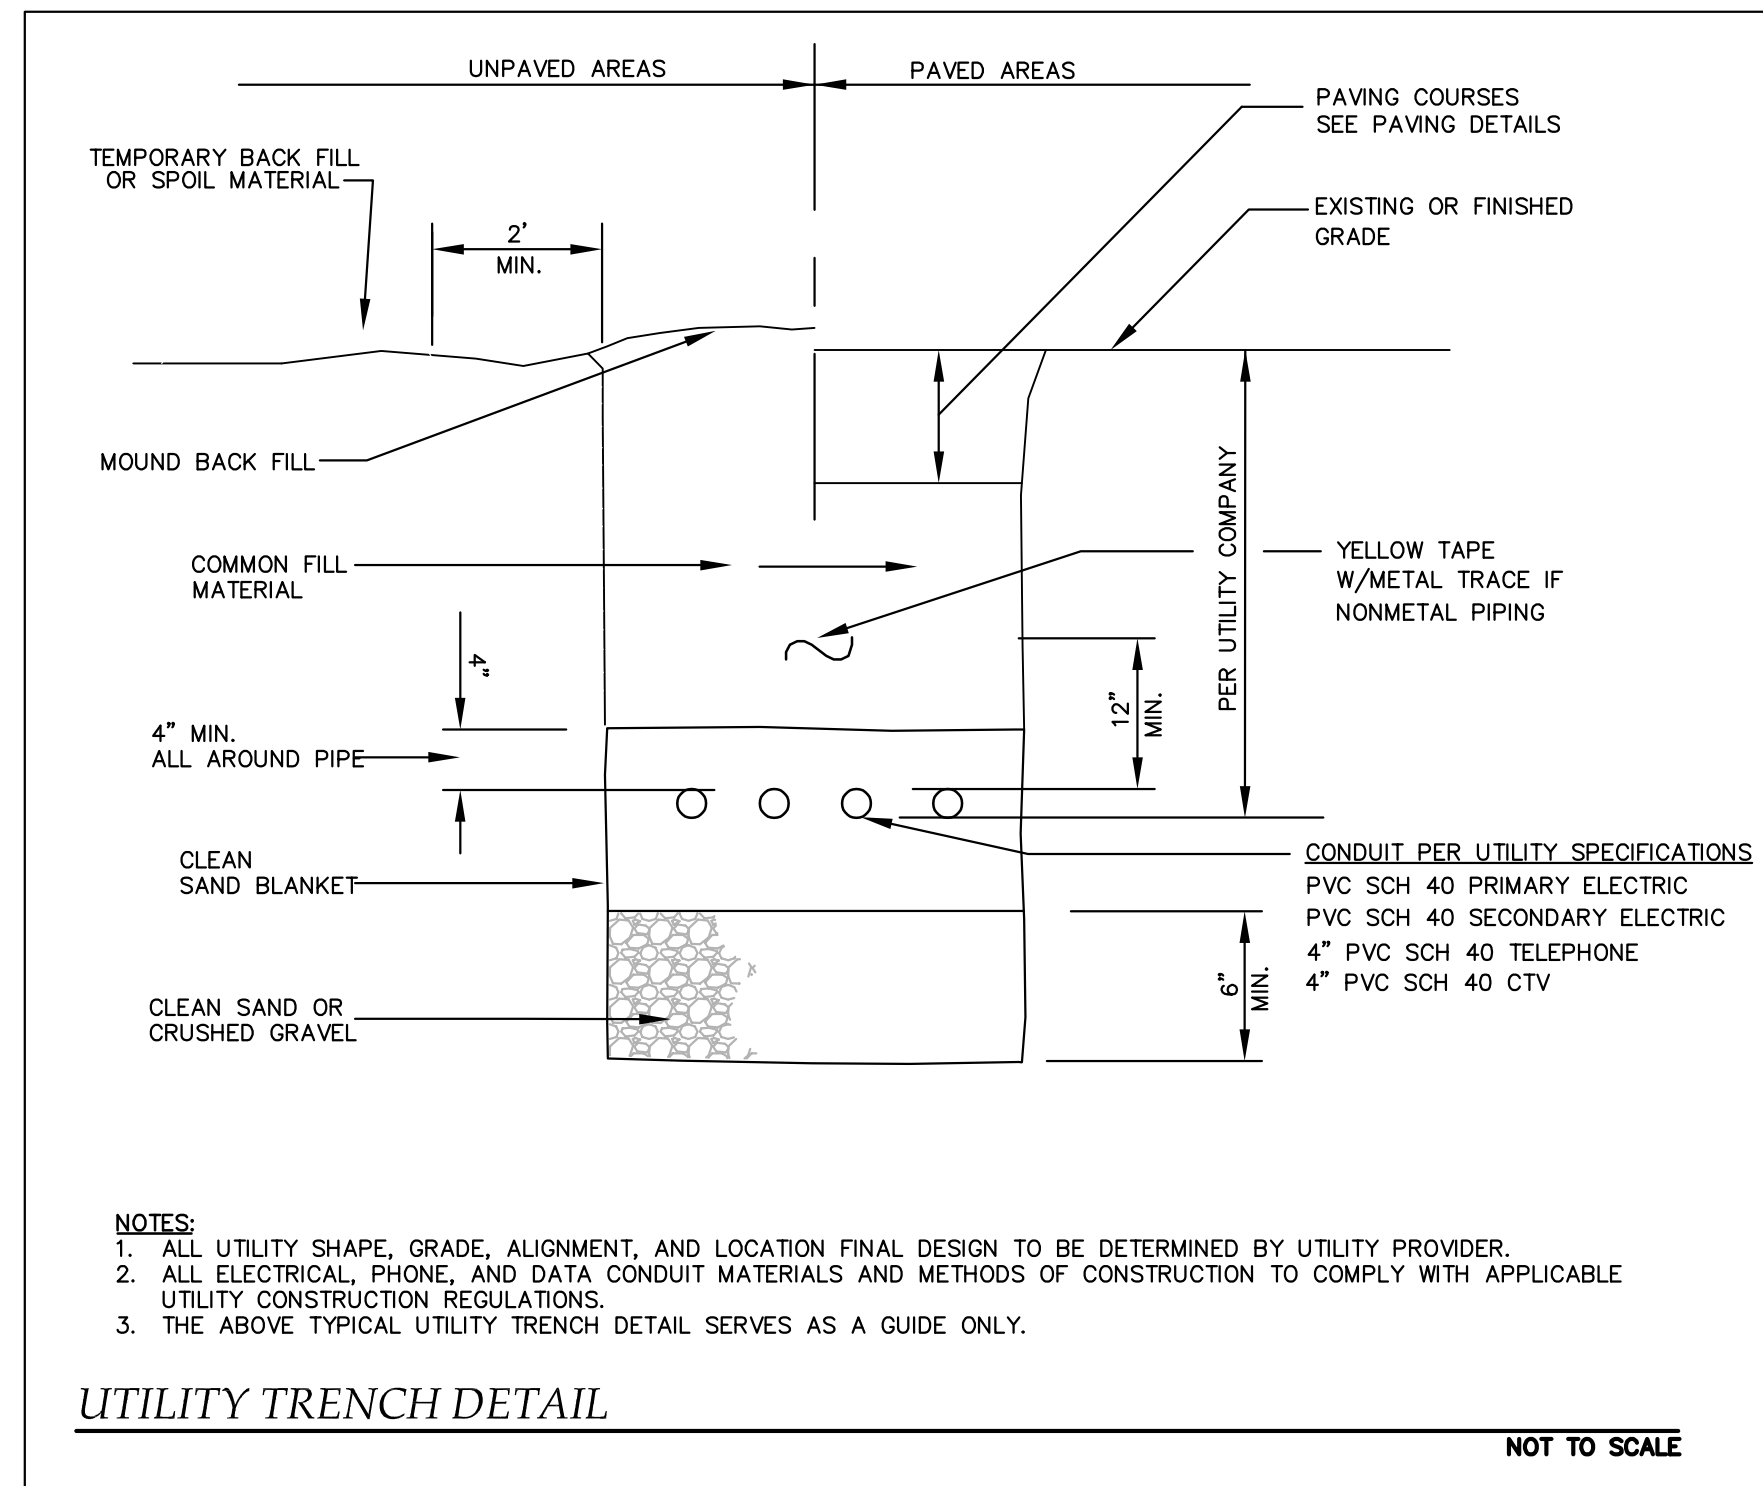 UNPAVED AREAS
PAVED AREAS
PAVING COURSES
SEE PAVING DETAILS
TEMPORARY BACK FILL
OR SPOIL MATERIAL
2'
MIN.
EXISTING OR FINISHED
GRADE
MOUND BACK FILL
PER UTILITY COMPANY
COMMON FILL
MATERIAL
YELLOW TAPE
W/METAL TRACE IF
NONMETAL PIPING
4"
12"
MIN.
4" MIN.
ALL AROUND PIPE
CLEAN
SAND BLANKET
CONDUIT PER UTILITY SPECIFICATIONS
PVC SCH 40 PRIMARY ELECTRIC
PVC SCH 40 SECONDARY ELECTRIC
4" PVC SCH 40 TELEPHONE
4" PVC SCH 40 CTV
6"
MIN.
CLEAN SAND OR
CRUSHED GRAVEL
NOTES:
1. ALL UTILITY SHAPE, GRADE, ALIGNMENT, AND LOCATION FINAL DESIGN TO BE DETERMINED BY UTILITY PROVIDER.
2. ALL ELECTRICAL, PHONE, AND DATA CONDUIT MATERIALS AND METHODS OF CONSTRUCTION TO COMPLY WITH APPLICABLE
UTILITY CONSTRUCTION REGULATIONS.
3. THE ABOVE TYPICAL UTILITY TRENCH DETAIL SERVES AS A GUIDE ONLY.
UTILITY TRENCH DETAIL
NOT TO SCALE